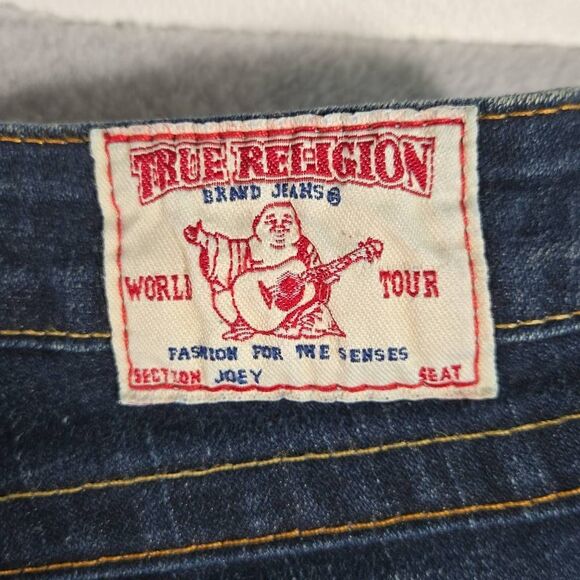 TRUE RELIGION
BRAND JEANS®
WORLD TOUR
FASHION FOR THE SENSES
SECTION JOEY SEAT